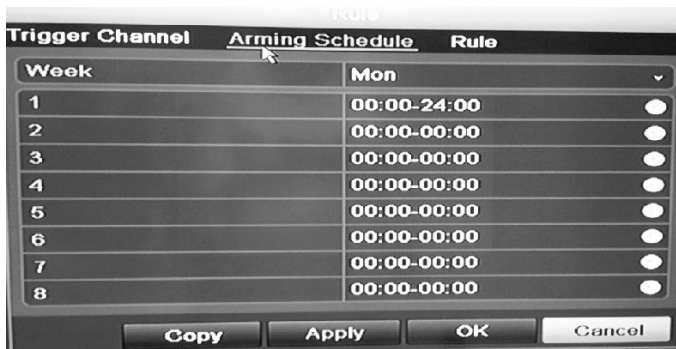 Rule
Trigger Channel Arming Schedule Rule
Week Mon
1 00:00-24:00
2 00:00-00:00
3 00:00-00:00
4 00:00-00:00
5 00:00-00:00
6 00:00-00:00
7 00:00-00:00
8 00:00-00:00
Copy Apply OK Cancel